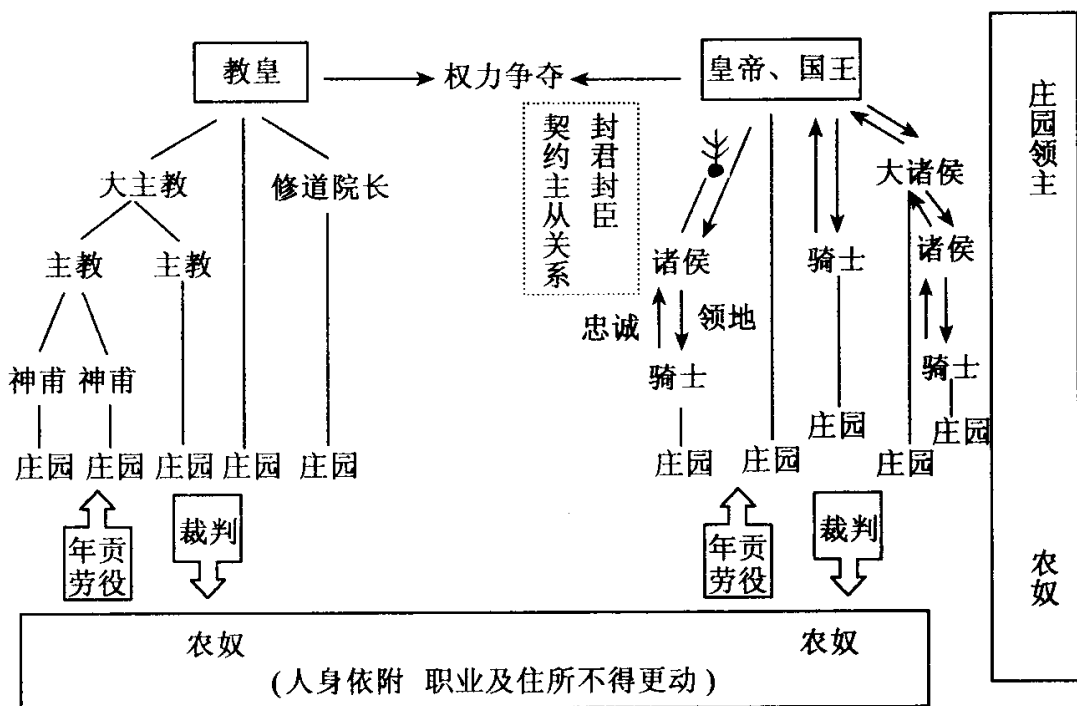 教皇
权力争夺
皇帝、国王
封君封臣
契约主从关系
大主教
修道院长
主教
主教
神甫
神甫
庄园
庄园
庄园
庄园
庄园
大诸侯
诸侯
骑士
诸侯
忠诚
领地
骑士
骑士
庄园
庄园
庄园
庄园
庄园
年贡
劳役
裁判
年贡
劳役
裁判
农奴
农奴
(人身依附 职业及住所不得更动)
庄园领主
农奴